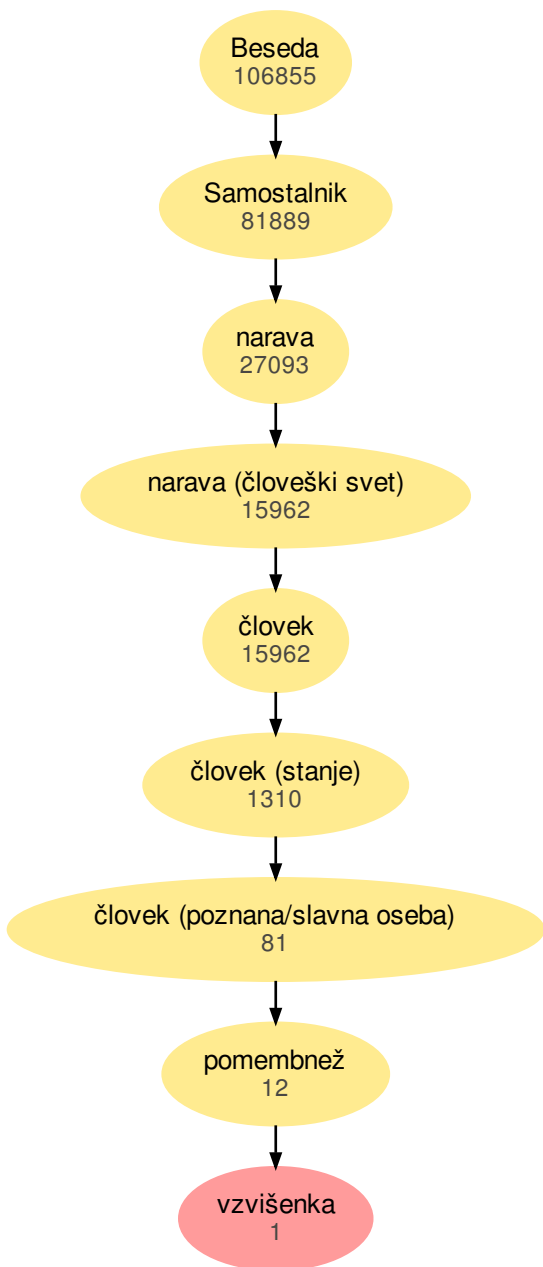 Beseda
106855
Samostalnik
81889
narava
27093
narava (človeški svet)
15962
človek
15962
človek (stanje)
1310
človek (poznana/slavna oseba)
81
pomembnež
12
vzvišenka
1